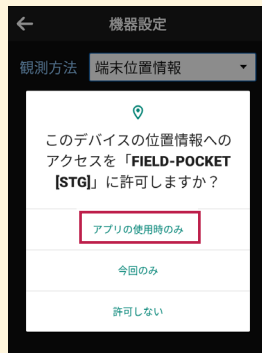 機器設定
観測方法 端末位置情報
このデバイスの位置情報への
アクセスを「FIELD-POCKET
[STG]」に許可しますか？
アプリの使用時のみ
今回のみ
許可しない